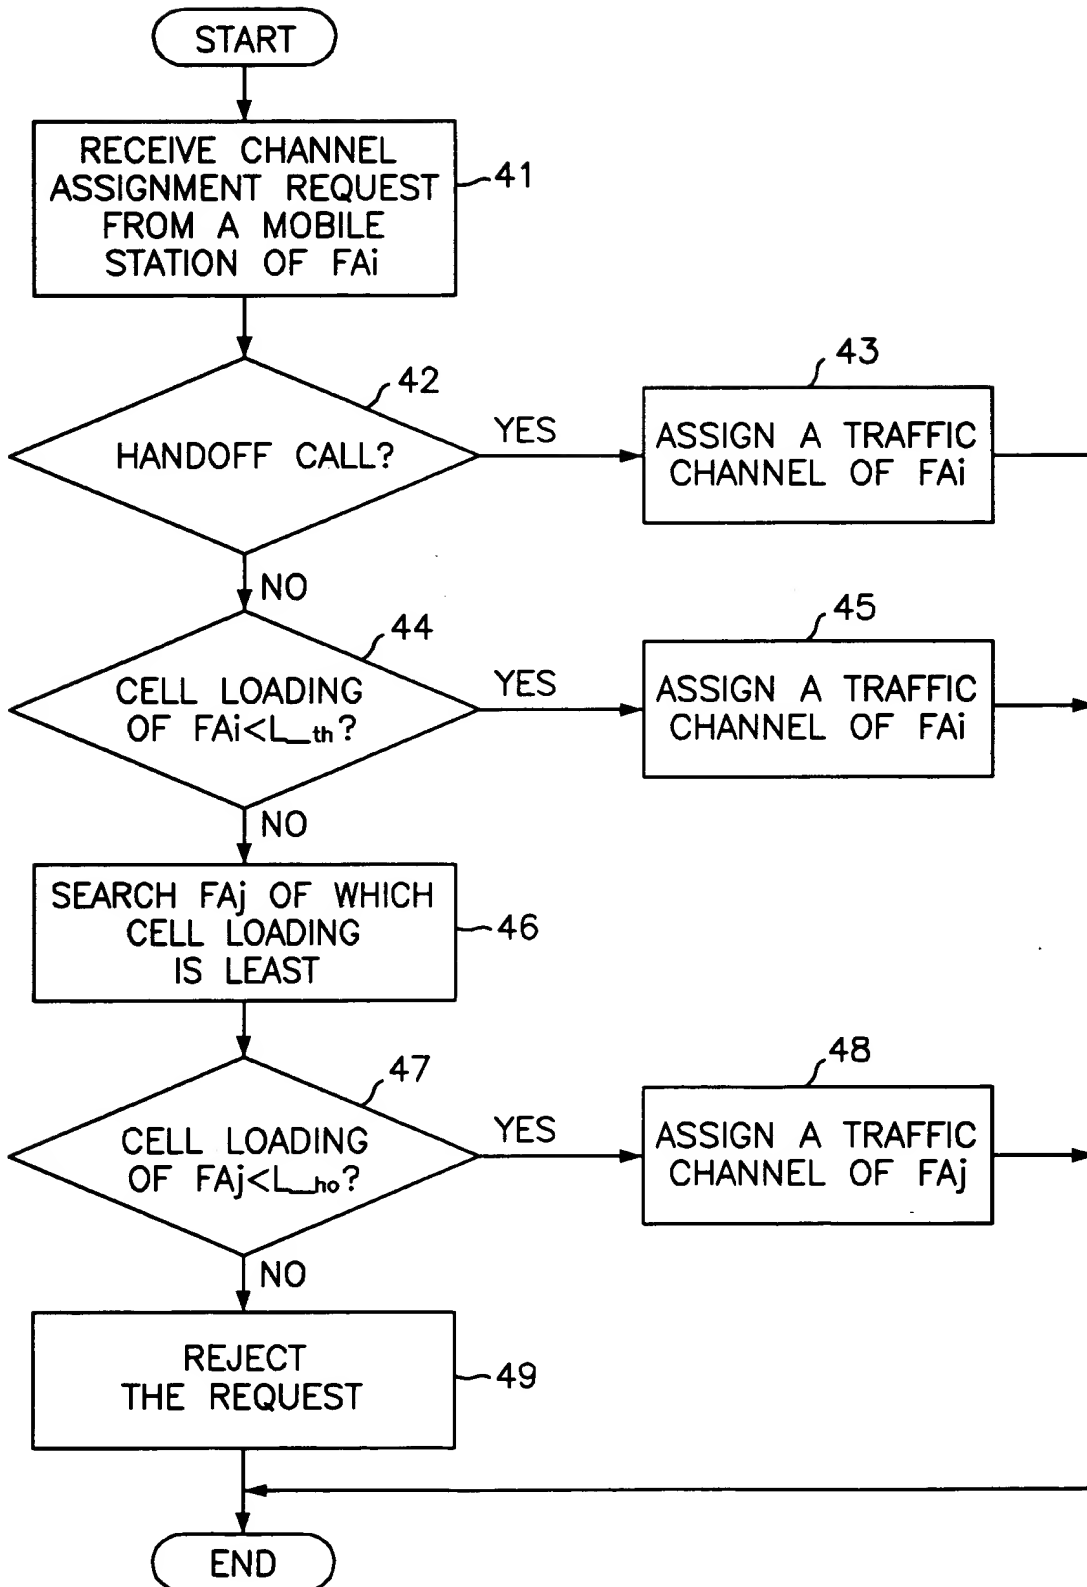 START
RECEIVE CHANNEL
ASSIGNMENT REQUEST
FROM A MOBILE
STATION OF FAi
41
HANDOFF CALL?
42
YES
43
ASSIGN A TRAFFIC
CHANNEL OF FAi
NO
44
CELL LOADING
OF FAi<L_th?
YES
45
ASSIGN A TRAFFIC
CHANNEL OF FAi
NO
SEARCH FAj OF WHICH
CELL LOADING
IS LEAST
46
47
CELL LOADING
OF FAj<L_ho?
YES
48
ASSIGN A TRAFFIC
CHANNEL OF FAj
NO
REJECT
THE REQUEST
49
END